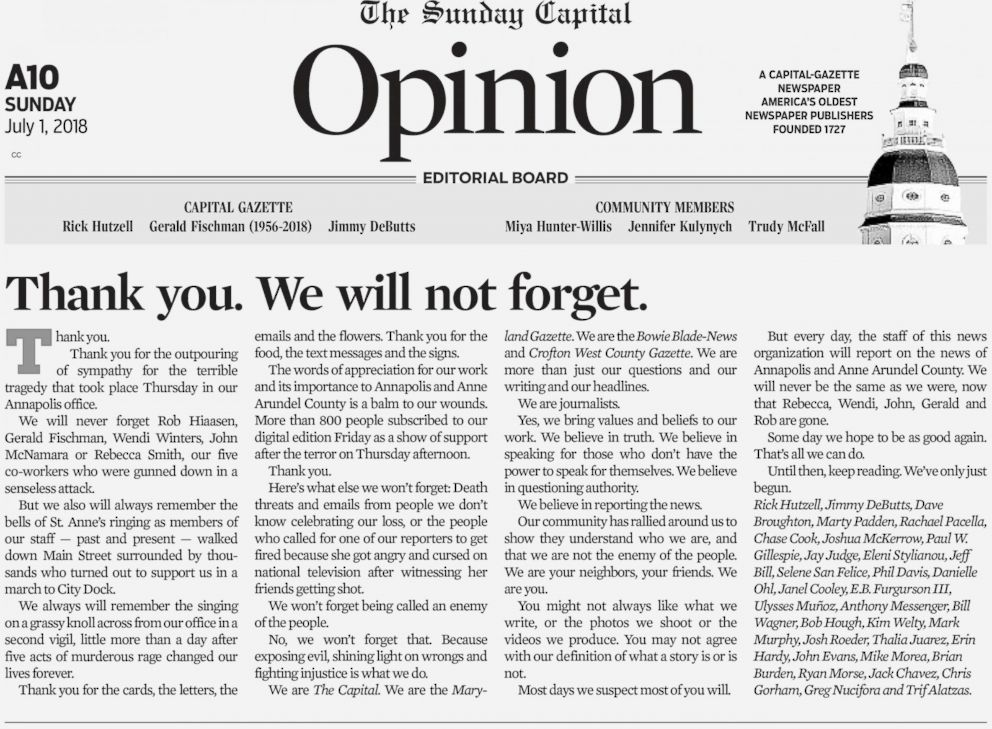 The Sunday Capital
A10
SUNDAY
July 1, 2018
cc
Opinion
A CAPITAL-GAZETTE
NEWSPAPER
AMERICA'S OLDEST
NEWSPAPER PUBLISHERS
FOUNDED 1727
EDITORIAL BOARD
CAPITAL GAZETTE
Rick Hutzell Gerald Fischman (1956-2018) Jimmy DeButts
COMMUNITY MEMBERS
Miya Hunter-Willis Jennifer Kulynych Trudy McFall
Thank you. We will not forget.
Thank you.
Thank you for the outpouring
of sympathy for the terrible
tragedy that took place Thursday in our
Annapolis office.
We will never forget Rob Hiaasen,
Gerald Fischman, Wendi Winters, John
McNamara or Rebecca Smith, our five
co-workers who were gunned down in a
senseless attack.
But we also will always remember the
bells of St. Anne's ringing as members of
our staff — past and present — walked
down Main Street surrounded by thou-
sands who turned out to support us in a
march to City Dock.
We always will remember the singing
on a grassy knoll across from our office in a
second vigil, little more than a day after
five acts of murderous rage changed our
lives forever.
Thank you for the cards, the letters, the
emails and the flowers. Thank you for the
food, the text messages and the signs.
The words of appreciation for our work
and its importance to Annapolis and Anne
Arundel County is a balm to our wounds.
More than 800 people subscribed to our
digital edition Friday as a show of support
after the terror on Thursday afternoon.
Thank you.
Here's what else we won't forget: Death
threats and emails from people we don't
know celebrating our loss, or the people
who called for one of our reporters to get
fired because she got angry and cursed on
national television after witnessing her
friends getting shot.
We won't forget being called an enemy
of the people.
No, we won't forget that. Because
exposing evil, shining light on wrongs and
fighting injustice is what we do.
We are The Capital. We are the Mary-
land Gazette. We are the Bowie Blade-News
and Crofton West County Gazette. We are
more than just our questions and our
writing and our headlines.
We are journalists.
Yes, we bring values and beliefs to our
work. We believe in truth. We believe in
speaking for those who don't have the
power to speak for themselves. We believe
in questioning authority.
We believe in reporting the news.
Our community has rallied around us to
show they understand who we are, and
that we are not the enemy of the people.
We are your neighbors, your friends. We
are you.
You might not always like what we
write, or the photos we shoot or the
videos we produce. You may not agree
with our definition of what a story is or is
not.
Most days we suspect most of you will.
But every day, the staff of this news
organization will report on the news of
Annapolis and Anne Arundel County. We
will never be the same as we were, now
that Rebecca, Wendi, John, Gerald and
Rob are gone.
Some day we hope to be as good again.
That's all we can do.
Until then, keep reading. We've only just
begun.
Rick Hutzell, Jimmy DeButts, Dave
Broughton, Marty Padden, Rachael Pacella,
Chase Cook, Joshua McKerrow, Paul W.
Gillespie, Jay Judge, Eleni Stylianou, Jeff
Bill, Selene San Felice, Phil Davis, Danielle
Ohl, Janel Cooley, E.B. Furgurson III,
Ulysses Muñoz, Anthony Messenger, Bill
Wagner, Bob Hough, Kim Welty, Mark
Murphy, Josh Roeder, Thalia Juarez, Erin
Hardy, John Evans, Mike Morea, Brian
Burden, Ryan Morse, Jack Chavez, Chris
Gorham, Greg Nucifora and Trif Alatzas.